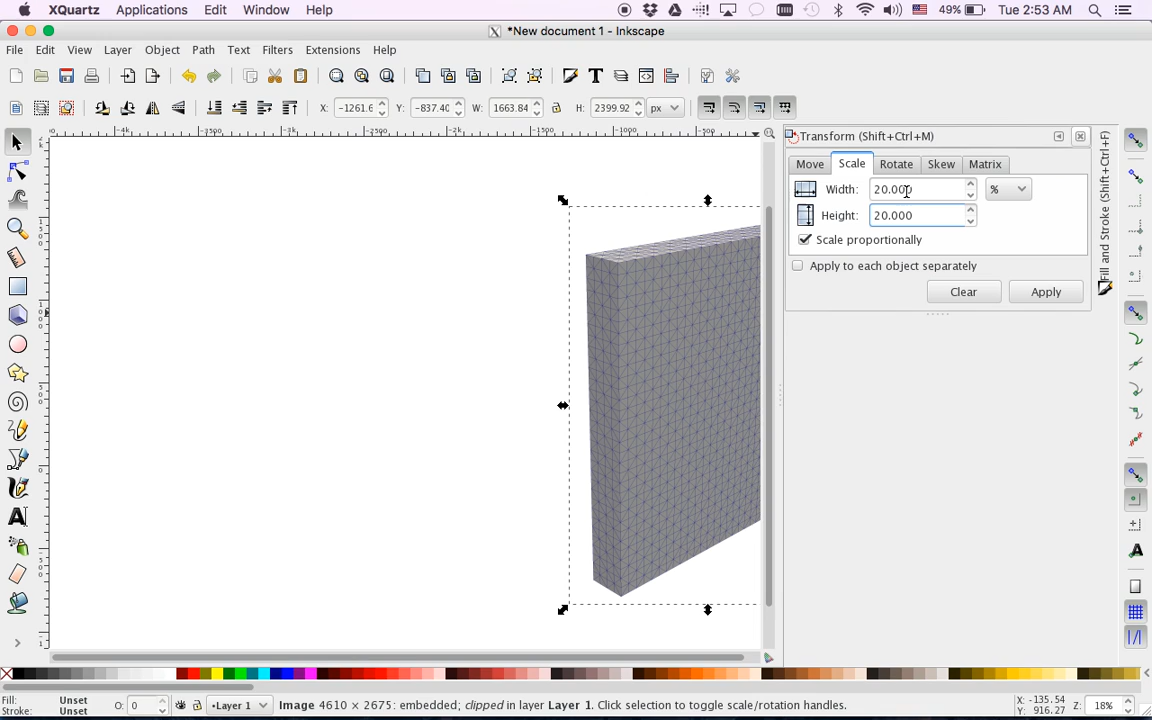 XQuartz Applications Edit Window Help 49% Tue 2:53 AM
*New document 1 - Inkscape
File Edit View Layer Object Path Text Filters Extensions Help
X: -1261.6 Y: -837.40 W: 1663.84 H: 2399.92 px
Transform (Shift+Ctrl+M)
Move Scale Rotate Skew Matrix
Width: 20.000 %
Height: 20.000
Scale proportionally
Apply to each object separately
Clear Apply
Fill and Stroke (Shift+Ctrl+F)
Fill: Unset
Stroke: Unset
O: 0
•Layer 1
Image 4610 × 2675: embedded; clipped in layer Layer 1. Click selection to toggle scale/rotation handles.
X: -135.54
Y: 916.27
Z: 18%